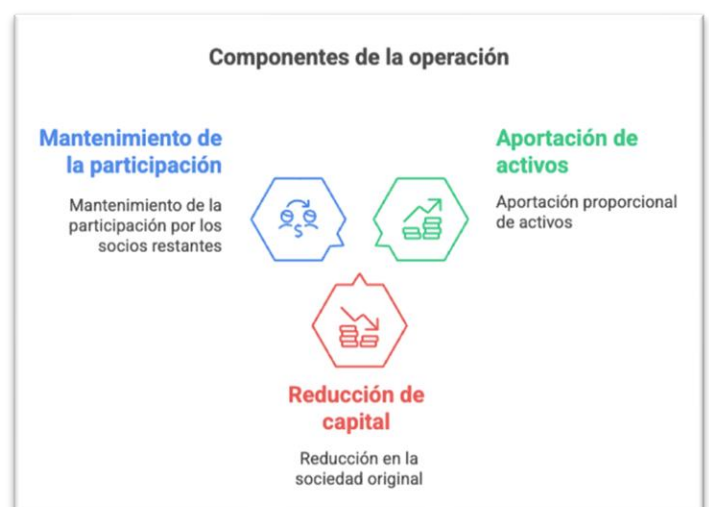 Componentes de la operación
Mantenimiento de
la participación
Mantenimiento de la
participación por los
socios restantes
Aportación de
activos
Aportación proporcional
de activos
Reducción de
capital
Reducción en la
sociedad original